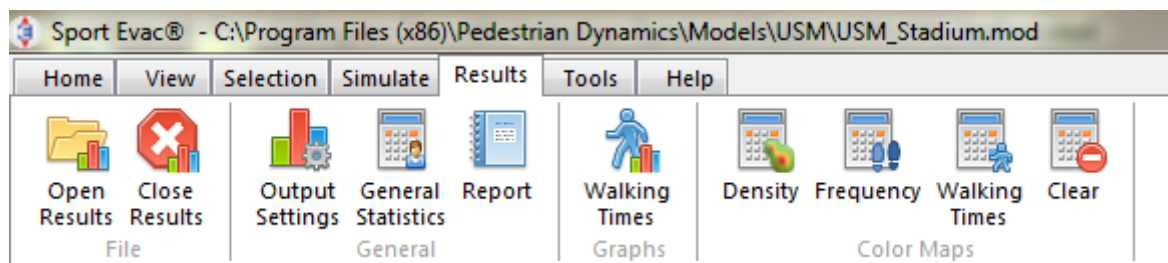 Sport Evac® - C:\Program Files (x86)\Pedestrian Dynamics\Models\USM\USM_Stadium.mod
Home View Selection Simulate Results Tools Help
Open Results
Close Results
Output Settings
General Statistics
Report
Walking Times
Density
Frequency
Walking Times
Clear
File
General
Graphs
Color Maps